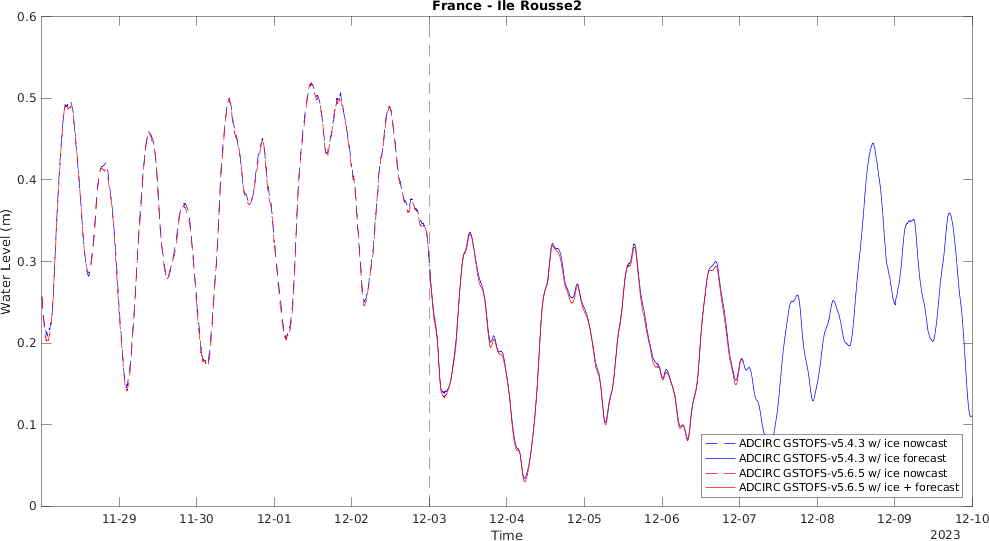 France - Ile Rousse2
Water Level (m)
0.6
0.5
0.4
0.3
0.2
0.1
0
11-29 11-30 12-01 12-02 12-03 12-04 12-05 12-06 12-07 12-08 12-09 12-10
Time
2023
ADCIRC GSTOFS-v5.4.3 w/ ice nowcast
ADCIRC GSTOFS-v5.4.3 w/ ice forecast
ADCIRC GSTOFS-v5.6.5 w/ ice nowcast
ADCIRC GSTOFS-v5.6.5 w/ ice + forecast